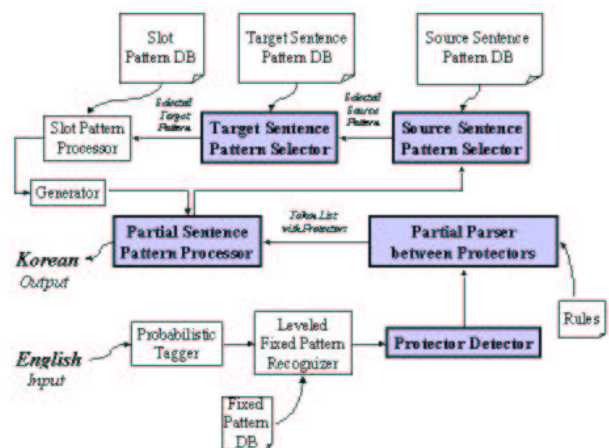 Slot
Pattern DB
Target Sentence
Pattern DB
Source Sentence
Pattern DB
Selected
Target
Pattern
Selected
Source
Pattern
Slot Pattern
Processor
Target Sentence
Pattern Selector
Source Sentence
Pattern Selector
Generator
Token List
with Protectors
Partial Sentence
Pattern Processor
Partial Parser
between Protectors
Korean
Output
Rules
Probabilistic
Tagger
Leveled
Fixed Pattern
Recognizer
Protector Detector
English
Input
Fixed
Pattern
DB